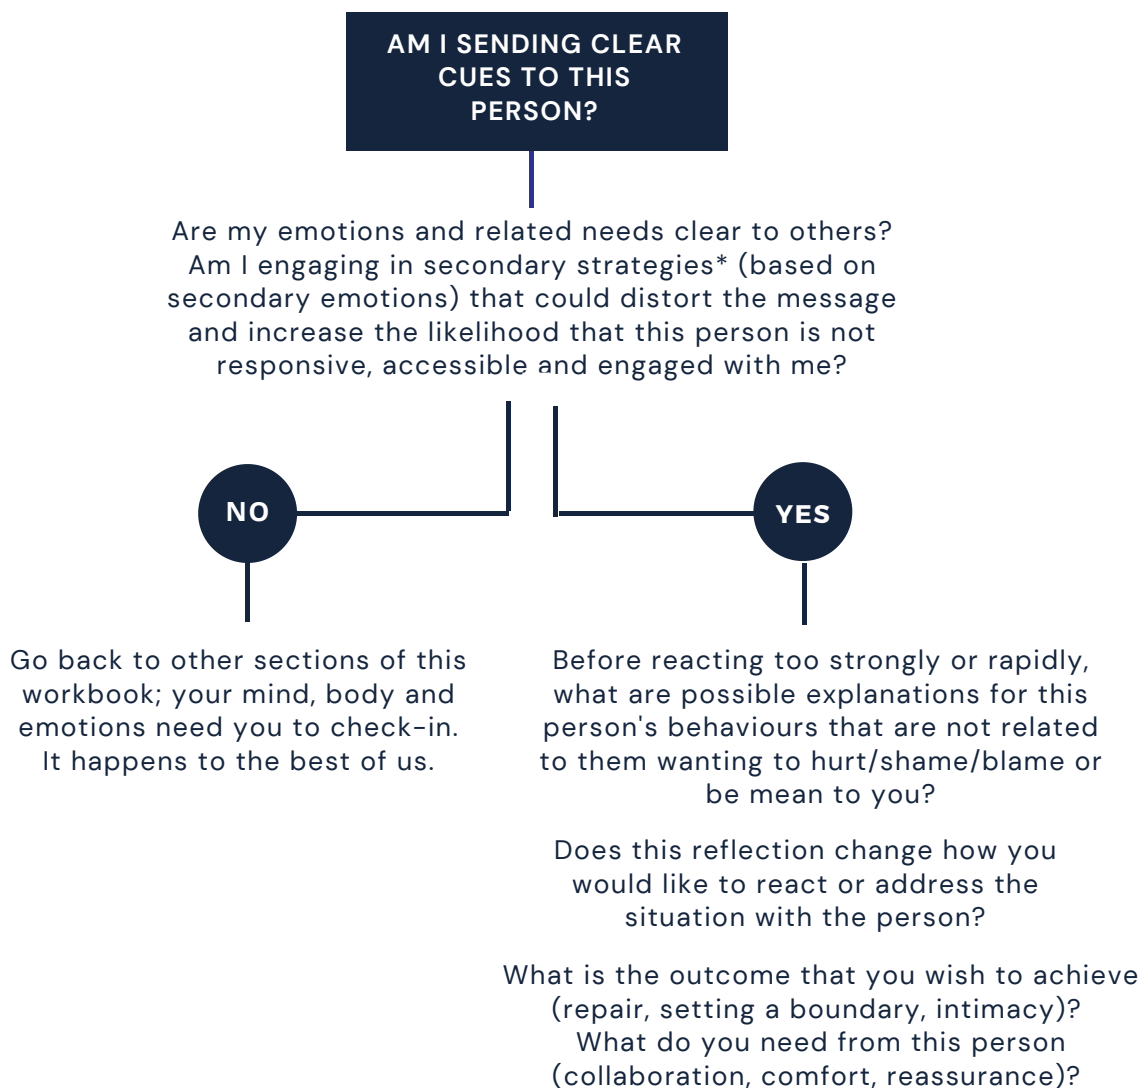 AM I SENDING CLEAR
CUES TO THIS
PERSON?
Are my emotions and related needs clear to others?
Am I engaging in secondary strategies* (based on
secondary emotions) that could distort the message
and increase the likelihood that this person is not
responsive, accessible and engaged with me?
NO
YES
Go back to other sections of this
workbook; your mind, body and
emotions need you to check-in.
It happens to the best of us.
Before reacting too strongly or rapidly,
what are possible explanations for this
person's behaviours that are not related
to them wanting to hurt/shame/blame or
be mean to you?
Does this reflection change how you
would like to react or address the
situation with the person?
What is the outcome that you wish to achieve
(repair, setting a boundary, intimacy)?
What do you need from this person
(collaboration, comfort, reassurance)?